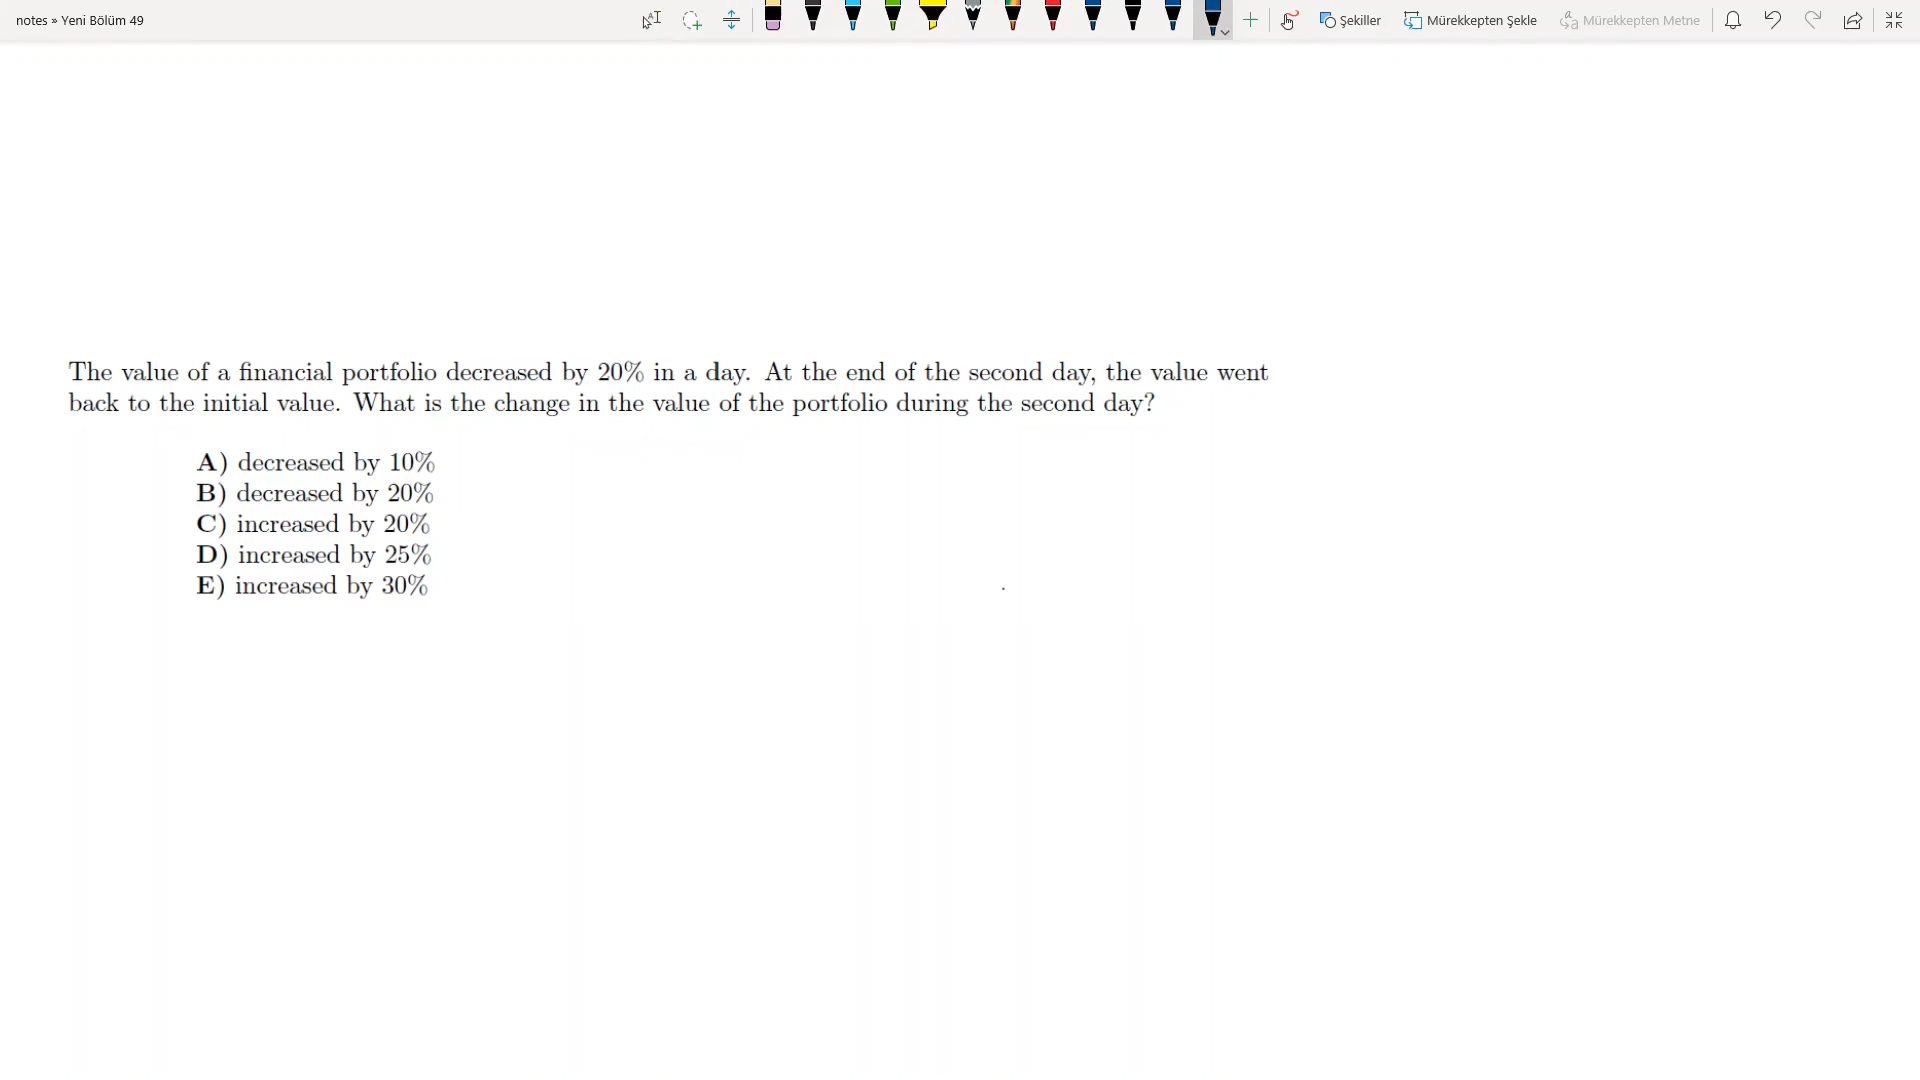 notes » Yeni Bölüm 49
Şekiller
Mürekkepten Şekle
Mürekkepten Metne
The value of a financial portfolio decreased by 20% in a day. At the end of the second day, the value went
back to the initial value. What is the change in the value of the portfolio during the second day?
A) decreased by 10%
B) decreased by 20%
C) increased by 20%
D) increased by 25%
E) increased by 30%